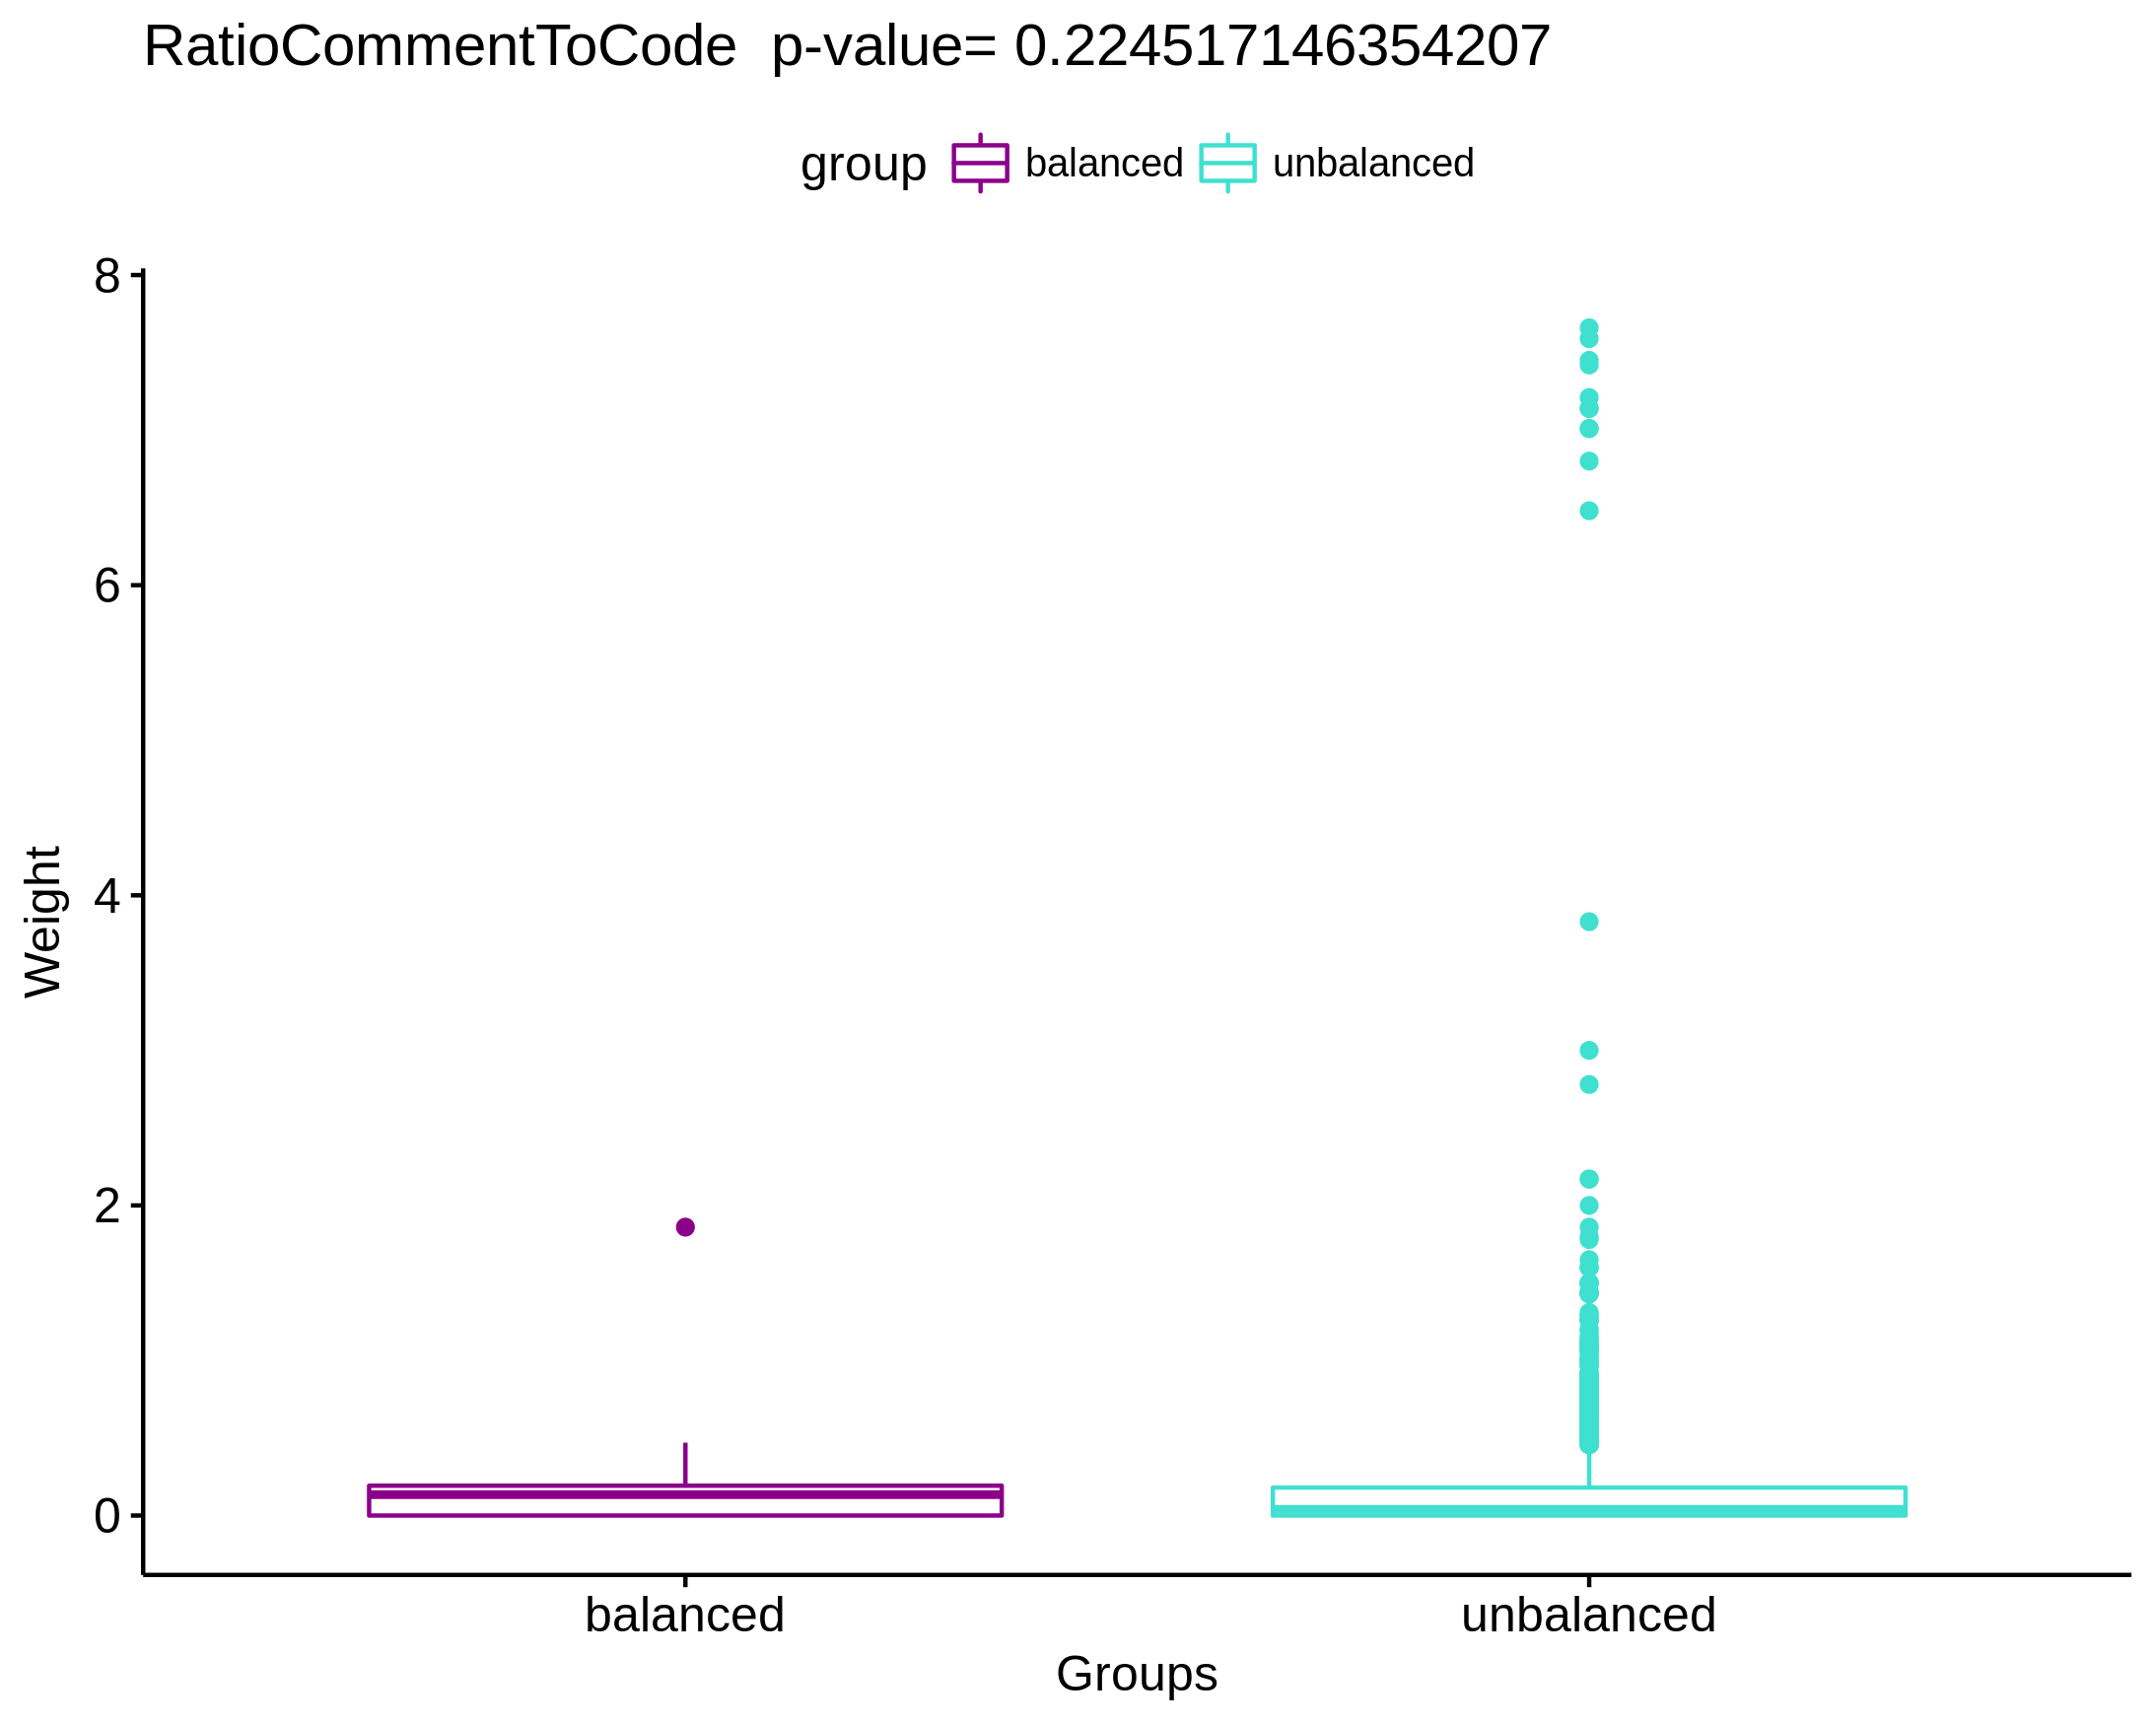 RatioCommentToCode  p-value= 0.224517146354207
group balanced unbalanced
8
6
4
2
0
Weight
balanced unbalanced
Groups